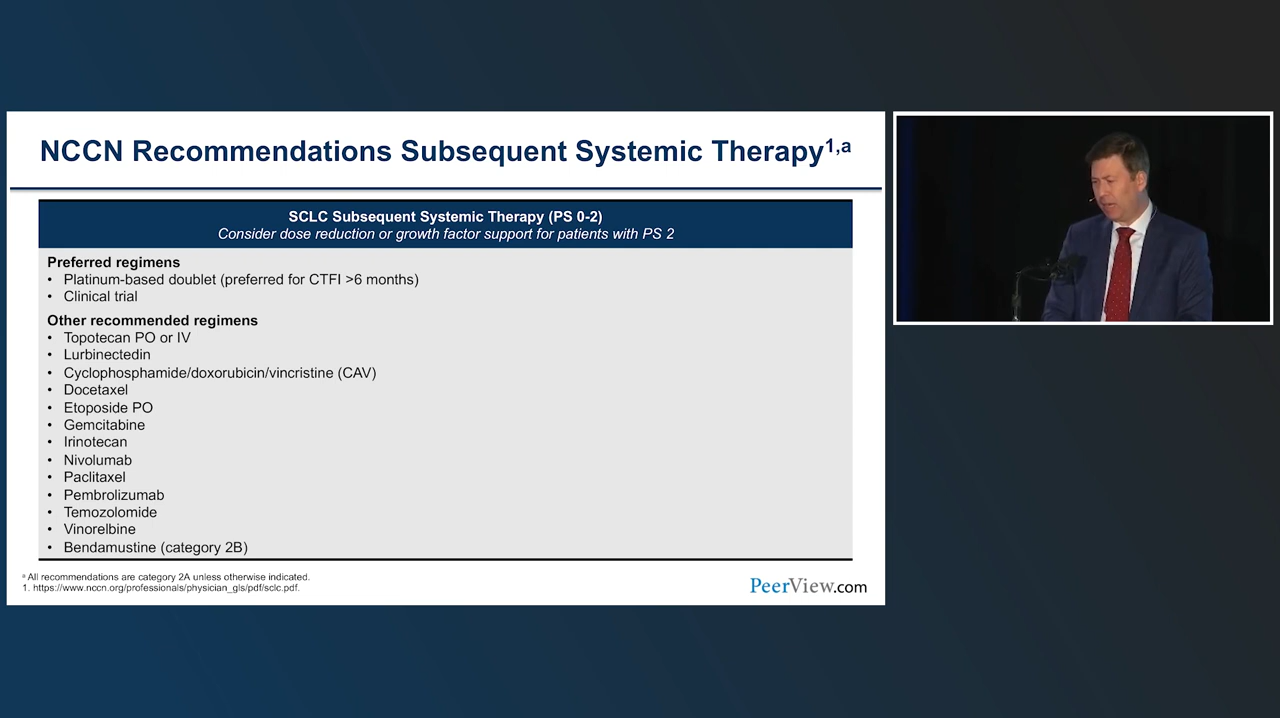 NCCN Recommendations Subsequent Systemic Therapy1,a
SCLC Subsequent Systemic Therapy (PS 0-2)
Consider dose reduction or growth factor support for patients with PS 2
Preferred regimens
• Platinum-based doublet (preferred for CTFI >6 months)
• Clinical trial
Other recommended regimens
• Topotecan PO or IV
• Lurbinectedin
• Cyclophosphamide/doxorubicin/vincristine (CAV)
• Docetaxel
• Etoposide PO
• Gemcitabine
• Irinotecan
• Nivolumab
• Paclitaxel
• Pembrolizumab
• Temozolomide
• Vinorelbine
• Bendamustine (category 2B)
a All recommendations are category 2A unless otherwise indicated.
1. https://www.nccn.org/professionals/physician_gls/pdf/sclc.pdf.
PeerView.com